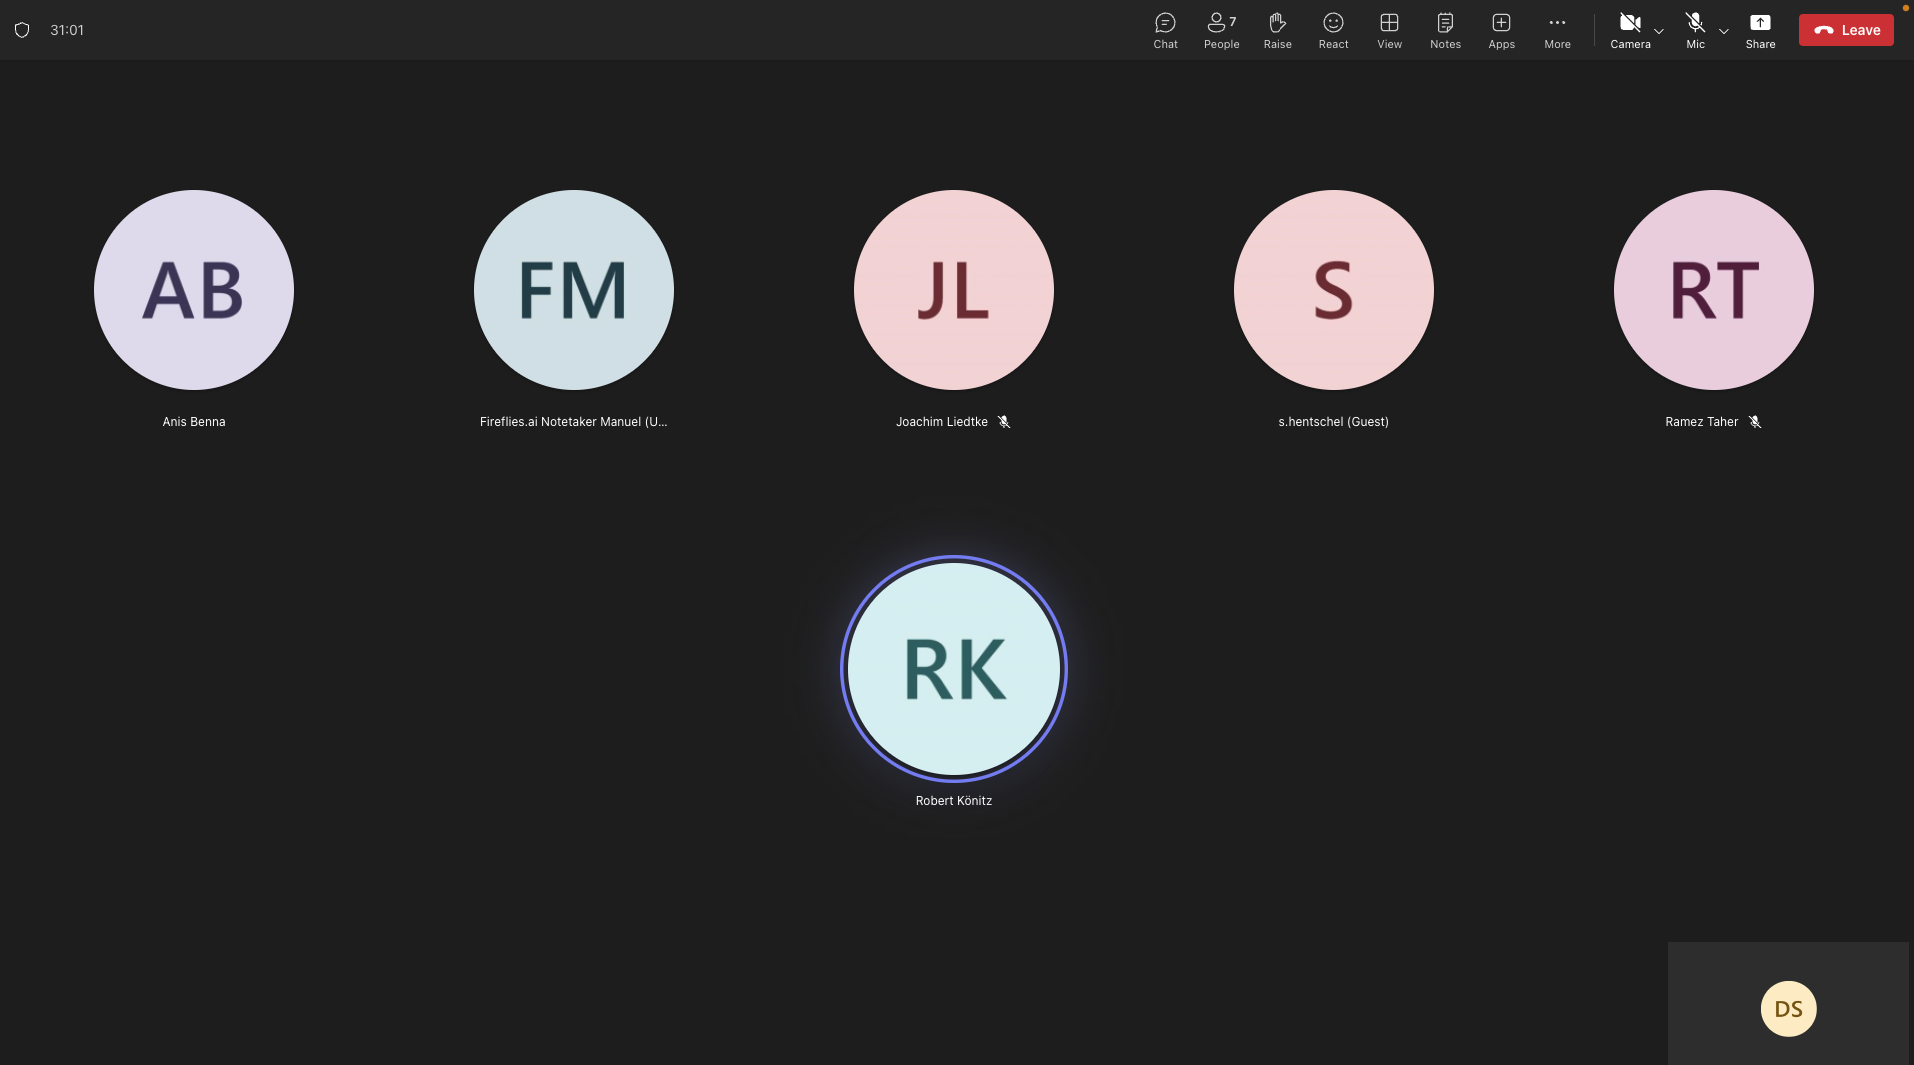 31:01
Chat
7
People
Raise
React
View
Notes
Apps
More
Camera
Mic
Share
Leave
AB
FM
JL
S
RT
Anis Benna
Fireflies.ai Notetaker Manuel (U...
Joachim Liedtke
s.hentschel (Guest)
Ramez Taher
RK
Robert Könitz
DS